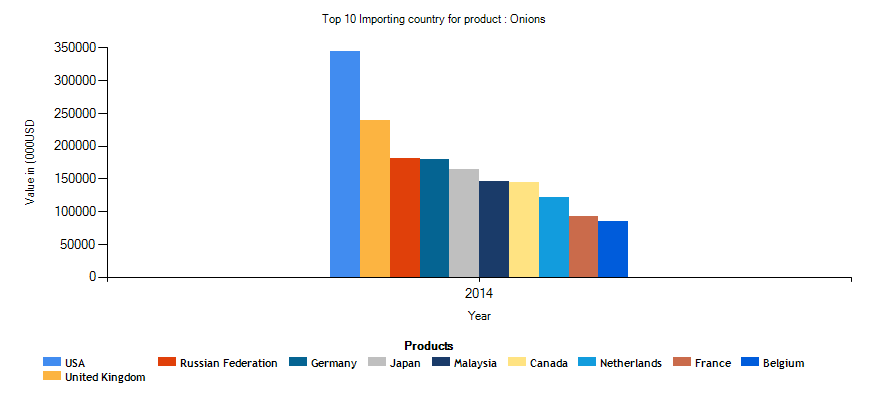 Top 10 Importing country for product : Onions
Value in (000USD
350000
300000
250000
200000
150000
100000
50000
0
2014
Year
Products
USA Russian Federation Germany Japan Malaysia Canada Netherlands France Belgium
United Kingdom